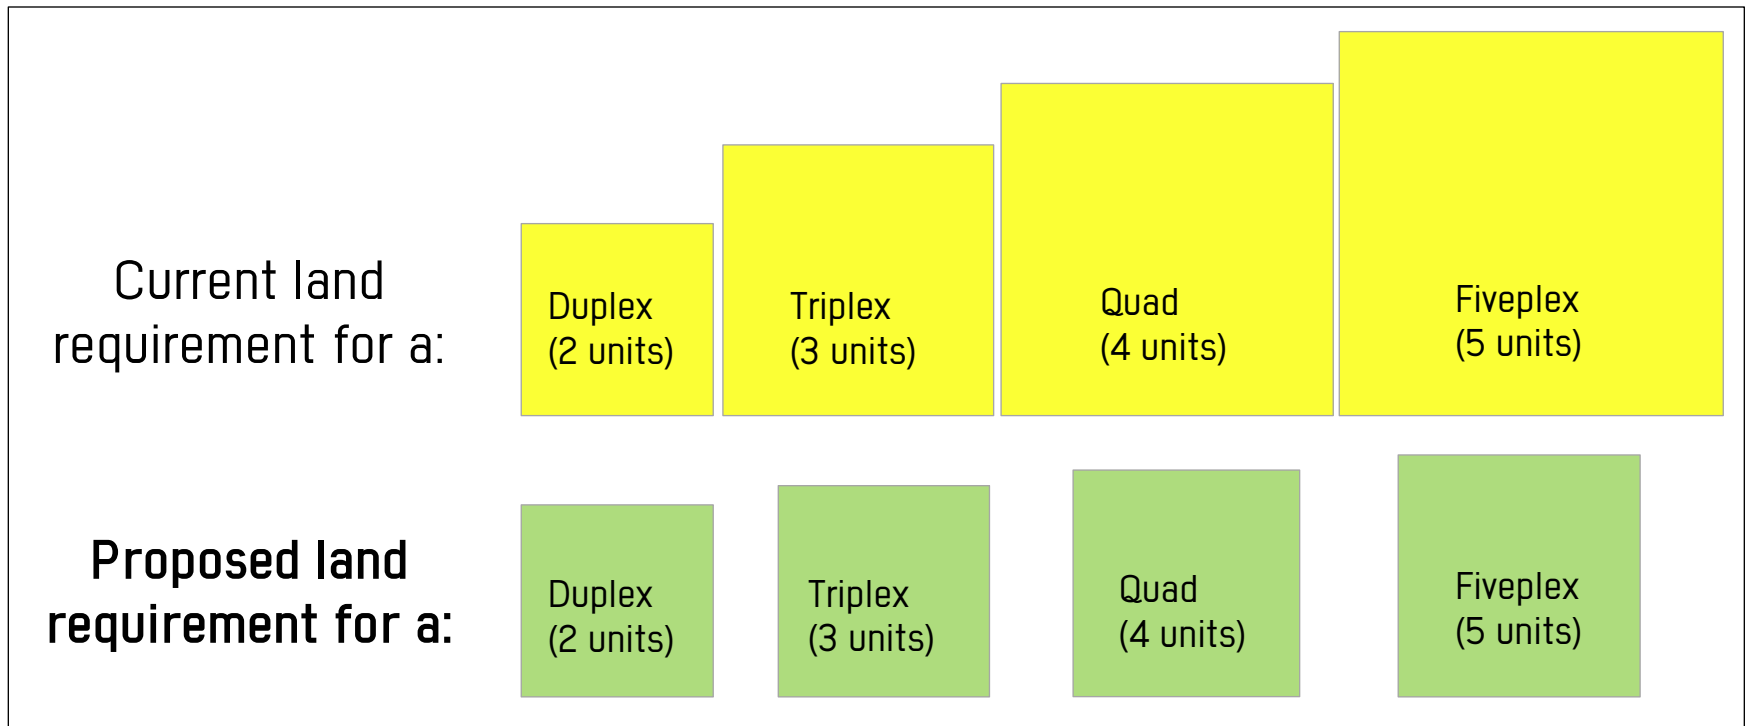 Current land
requirement for a:
Duplex
(2 units)
Triplex
(3 units)
Quad
(4 units)
Fiveplex
(5 units)
Proposed land
requirement for a:
Duplex
(2 units)
Triplex
(3 units)
Quad
(4 units)
Fiveplex
(5 units)